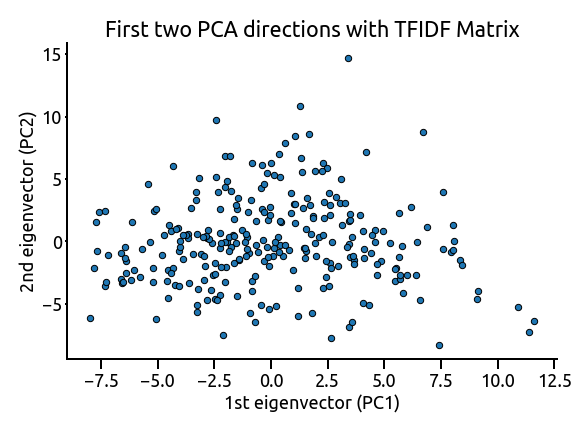 First two PCA directions with TFIDF Matrix
15
10
5
0
−5
2nd eigenvector (PC2)
−7.5 −5.0 −2.5 0.0 2.5 5.0 7.5 10.0 12.5
1st eigenvector (PC1)